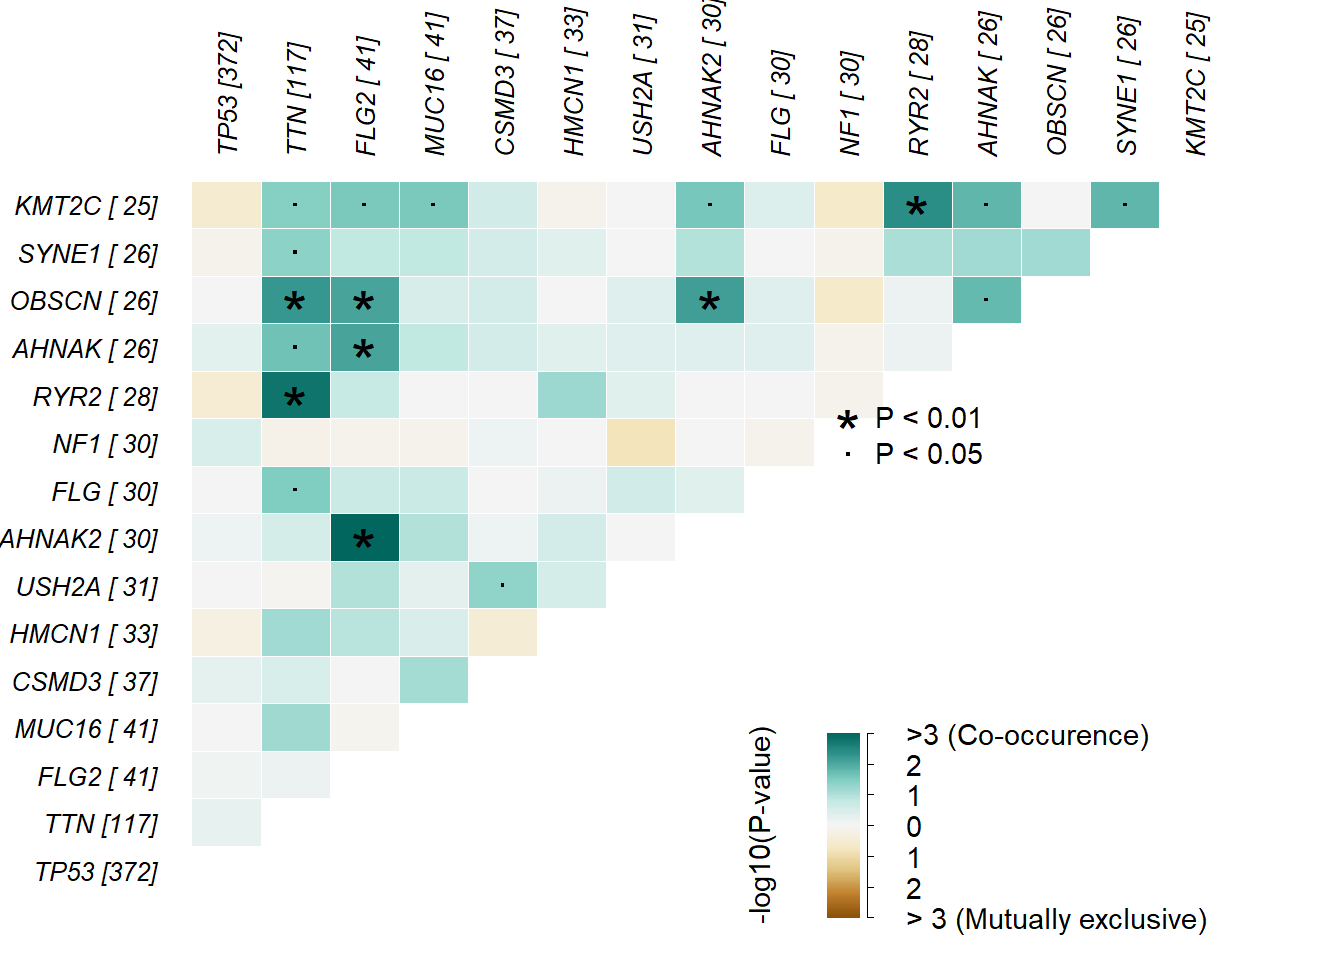 TP53 [372]
TTN [117]
FLG2 [ 41]
MUC16 [ 41]
CSMD3 [ 37]
HMCN1 [ 33]
USH2A [ 31]
AHNAK2 [ 30]
FLG [ 30]
NF1 [ 30]
RYR2 [ 28]
AHNAK [ 26]
OBSCN [ 26]
SYNE1 [ 26]
KMT2C [ 25]
KMT2C [ 25]
SYNE1 [ 26]
OBSCN [ 26]
AHNAK [ 26]
RYR2 [ 28]
NF1 [ 30]
FLG [ 30]
AHNAK2 [ 30]
USH2A [ 31]
HMCN1 [ 33]
CSMD3 [ 37]
MUC16 [ 41]
FLG2 [ 41]
TTN [117]
TP53 [372]
* P < 0.01
· P < 0.05
-log10(P-value)
>3 (Co-occurence)
2
1
0
1
2
> 3 (Mutually exclusive)